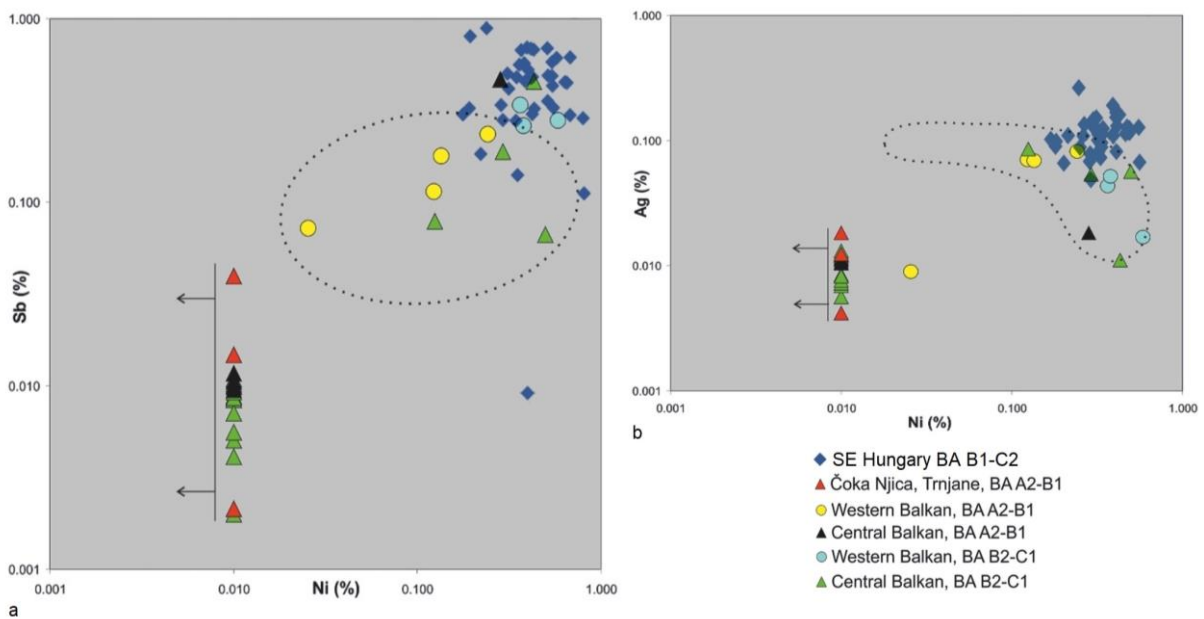 1.000
0.100
0.010
0.001
Sb (%)
0.001
0.010
0.100
1.000
Ni (%)
a
1.000
0.100
0.010
0.001
Ag (%)
0.001
0.010
0.100
1.000
Ni (%)
b
SE Hungary BA B1-C2
Čoka Njica, Trnjane, BA A2-B1
Western Balkan, BA A2-B1
Central Balkan, BA A2-B1
Western Balkan, BA B2-C1
Central Balkan, BA B2-C1